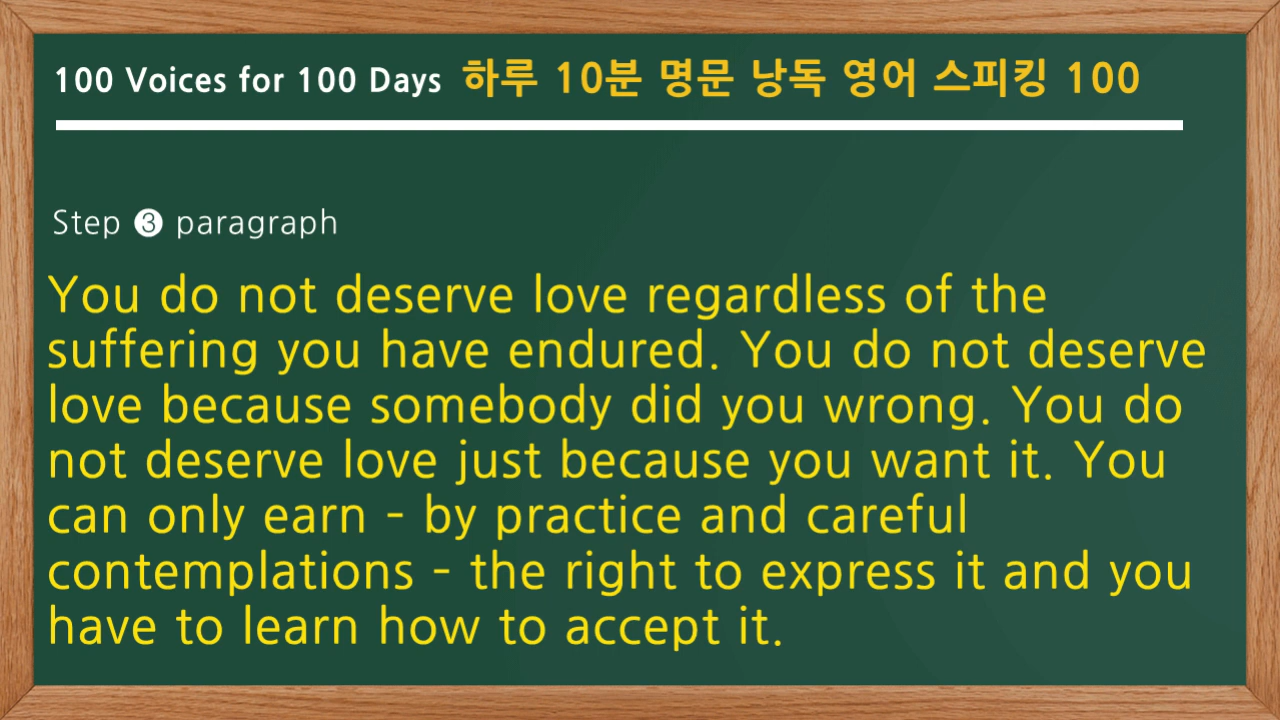 100 Voices for 100 Days 하루 10분 명문 낭독 영어 스피킹 100
Step ❸ paragraph
You do not deserve love regardless of the
suffering you have endured. You do not deserve
love because somebody did you wrong. You do
not deserve love just because you want it. You
can only earn - by practice and careful
contemplations - the right to express it and you
have to learn how to accept it.